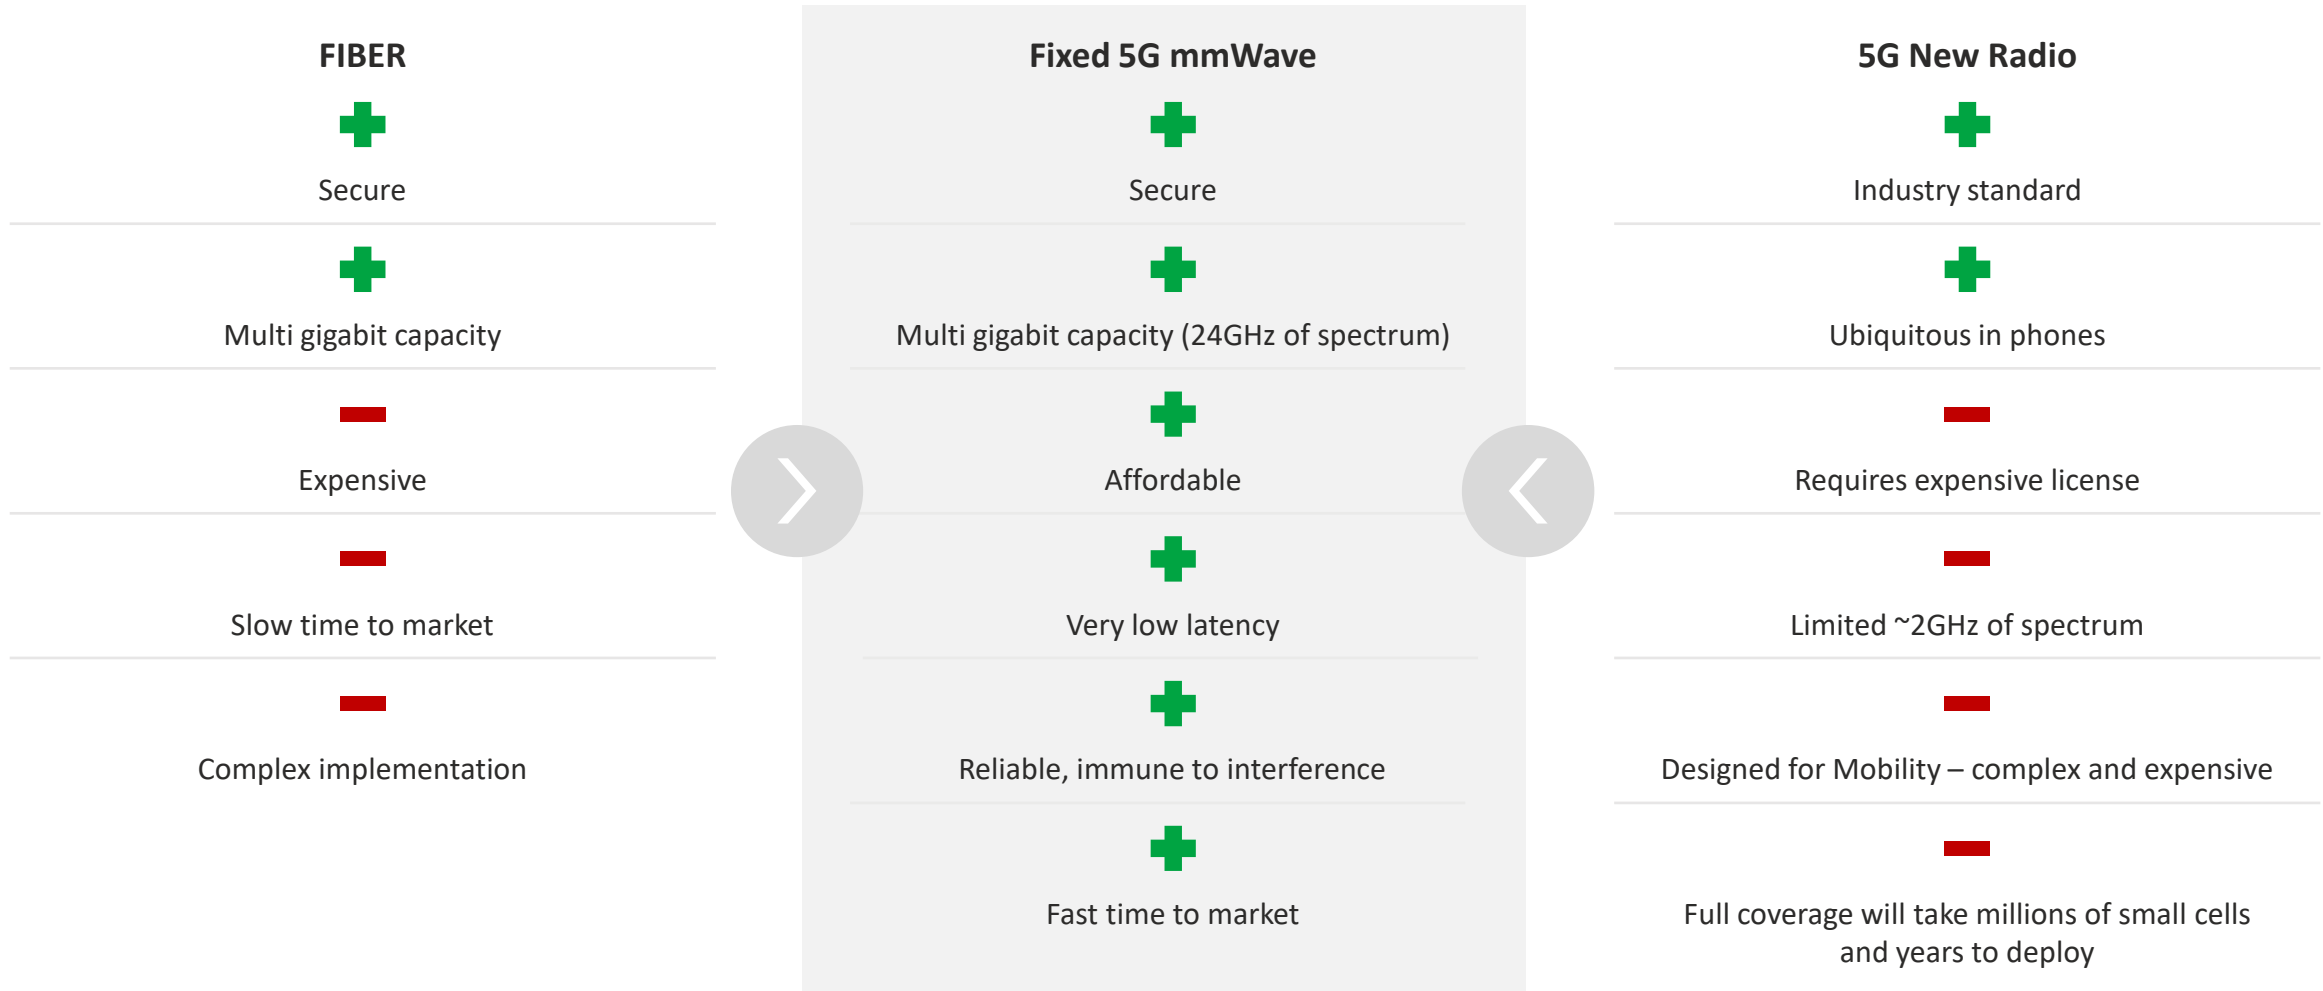 FIBER
Secure
Multi gigabit capacity
Expensive
Slow time to market
Complex implementation
Fixed 5G mmWave
Secure
Multi gigabit capacity (24GHz of spectrum)
Affordable
Very low latency
Reliable, immune to interference
Fast time to market
5G New Radio
Industry standard
Ubiquitous in phones
Requires expensive license
Limited ~2GHz of spectrum
Designed for Mobility – complex and expensive
Full coverage will take millions of small cells
and years to deploy